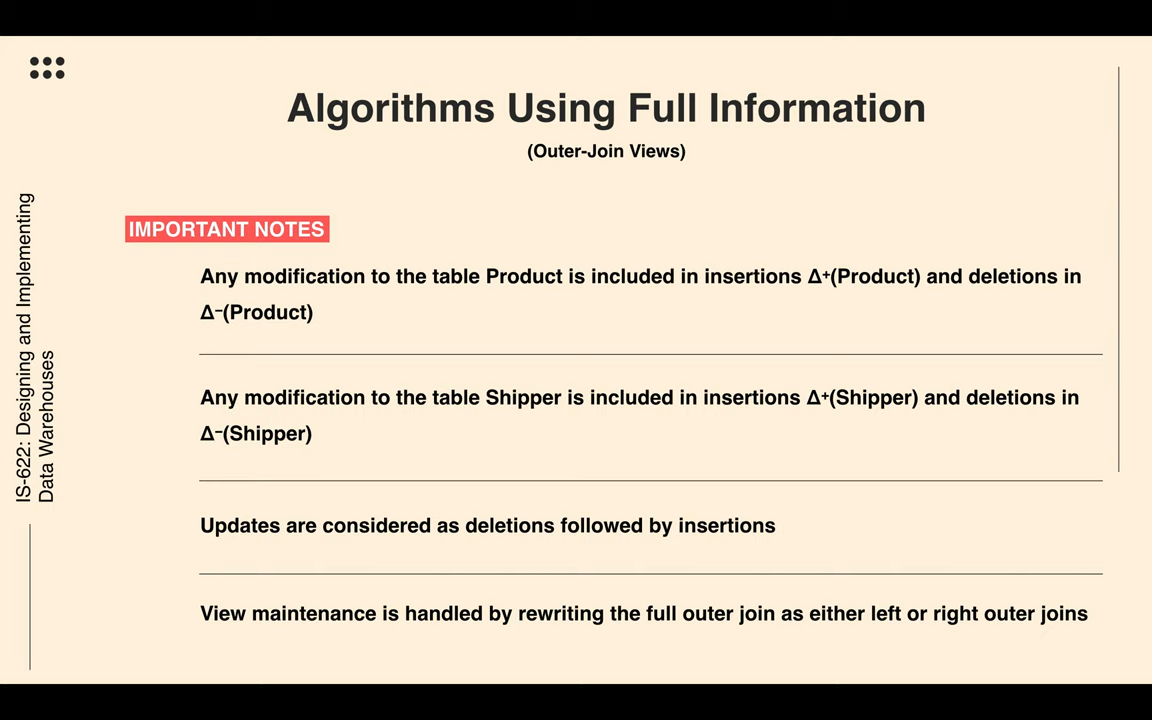 Algorithms Using Full Information
(Outer-Join Views)
IS-622: Designing and Implementing
Data Warehouses
IMPORTANT NOTES
Any modification to the table Product is included in insertions Δ⁺(Product) and deletions in
Δ⁻(Product)
Any modification to the table Shipper is included in insertions Δ⁺(Shipper) and deletions in
Δ⁻(Shipper)
Updates are considered as deletions followed by insertions
View maintenance is handled by rewriting the full outer join as either left or right outer joins